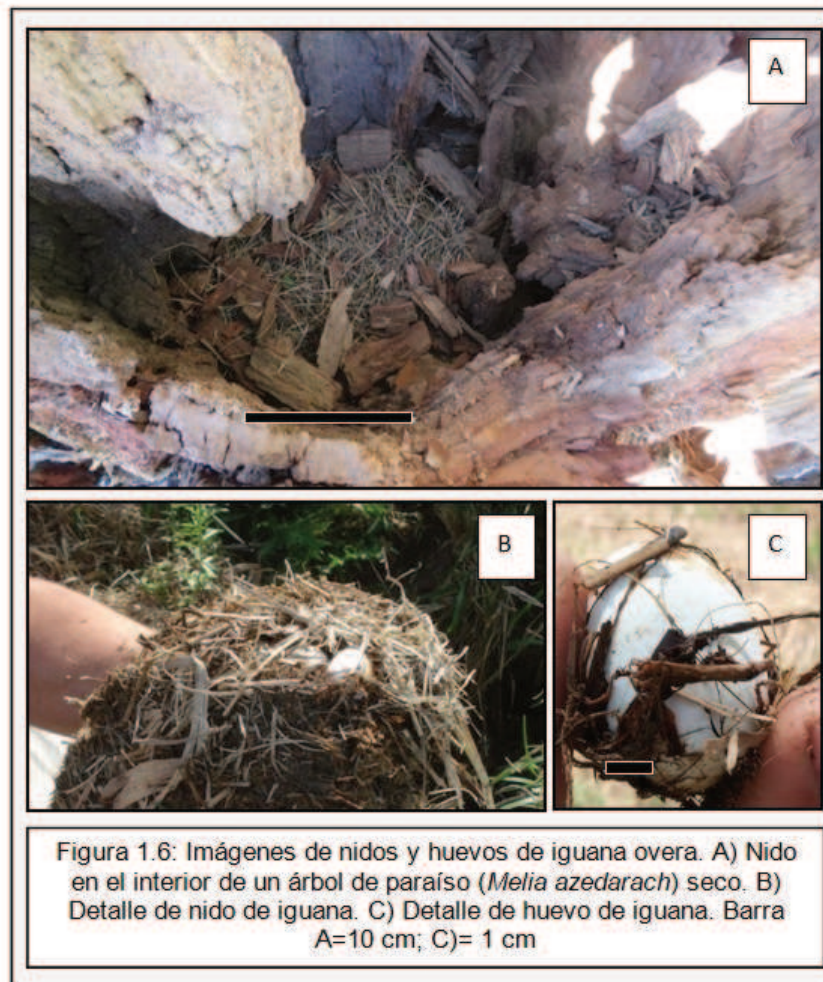 A
B
C
Figura 1.6: Imágenes de nidos y huevos de iguana overa. A) Nido
en el interior de un árbol de paraíso (Melia azedarach) seco. B)
Detalle de nido de iguana. C) Detalle de huevo de iguana. Barra
A=10 cm; C)= 1 cm